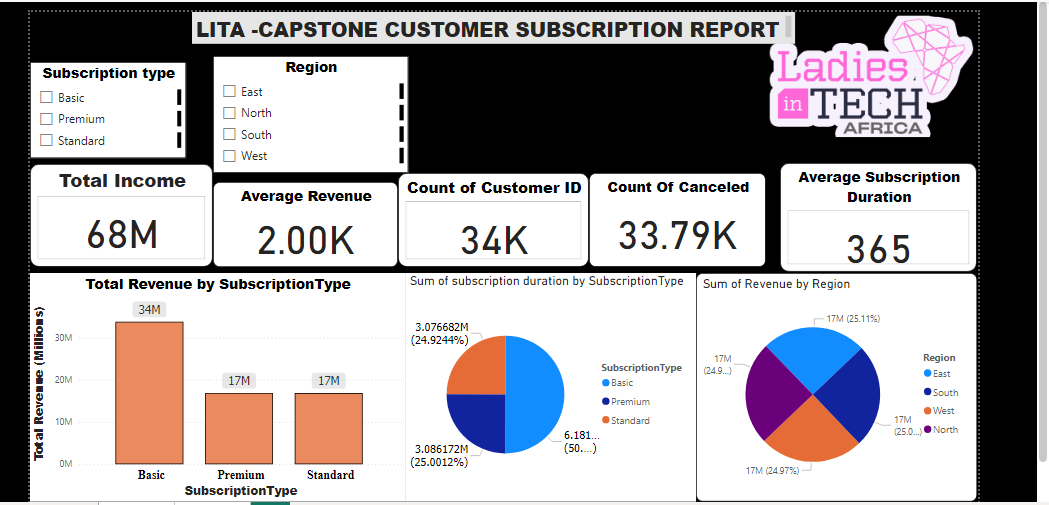 LITA -CAPSTONE CUSTOMER SUBSCRIPTION REPORT
Ladies
in TECH
AFRICA
Subscription type
Basic
Premium
Standard
Region
East
North
South
West
Total Income
68M
Average Revenue
2.00K
Count of Customer ID
34K
Count Of Canceled
33.79K
Average Subscription
Duration
365
Total Revenue by SubscriptionType
Total Revenue (Millions)
30M
20M
10M
0M
34M
17M
17M
Basic
Premium
Standard
SubscriptionType
Sum of subscription duration by SubscriptionType
3.076682M
(24.9244%)
3.086172M
(25.0012%)
6.181...
(50....)
SubscriptionType
Basic
Premium
Standard
Sum of Revenue by Region
17M (25.11%)
17M
(24.9...)
17M
(25.0...)
17M (24.97%)
Region
East
South
West
North